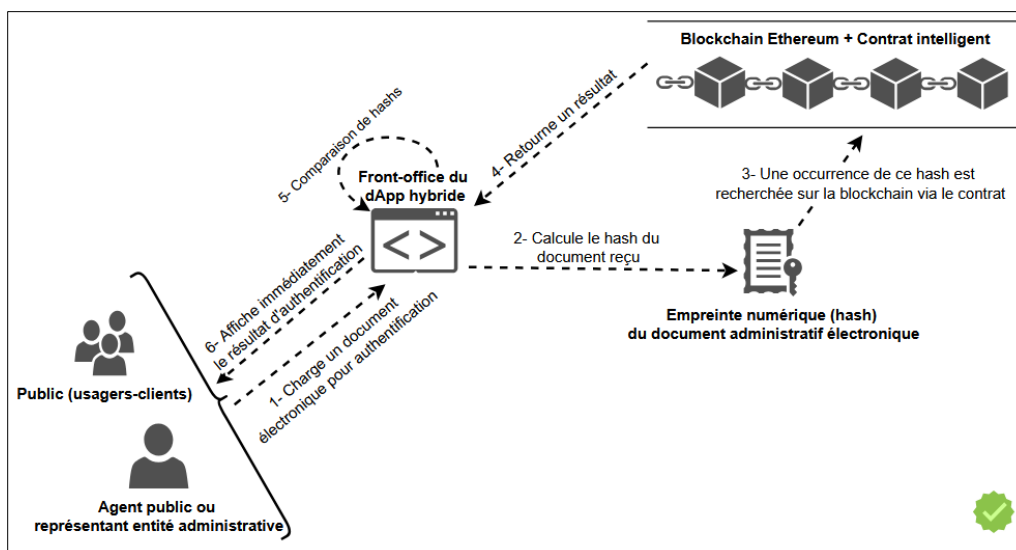 Blockchain Ethereum + Contrat intelligent
4- Retourne un résultat
5- Comparaison de hashs
Front-office du
dApp hybride
3- Une occurrence de ce hash est
recherchée sur la blockchain via le contrat
2- Calcule le hash du
document reçu
Empreinte numérique (hash)
du document administratif électronique
6- Affiche immédiatement
le résultat d'authentification
1- Charge un document
électronique pour authentification
Public (usagers-clients)
Agent public ou
représentant entité administrative